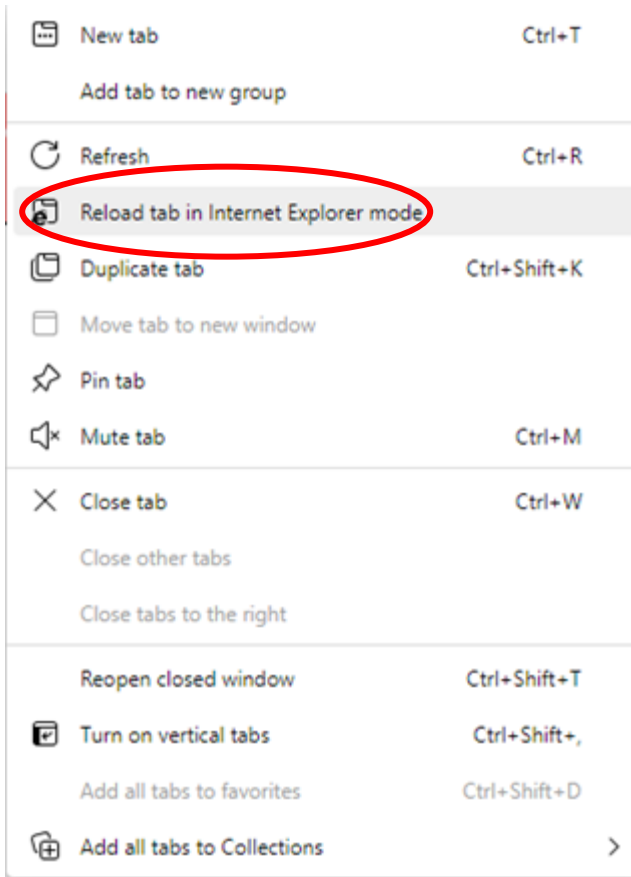 New tab Ctrl+T
Add tab to new group
Refresh Ctrl+R
Reload tab in Internet Explorer mode
Duplicate tab Ctrl+Shift+K
Move tab to new window
Pin tab
Mute tab Ctrl+M
Close tab Ctrl+W
Close other tabs
Close tabs to the right
Reopen closed window Ctrl+Shift+T
Turn on vertical tabs Ctrl+Shift+,
Add all tabs to favorites Ctrl+Shift+D
Add all tabs to Collections